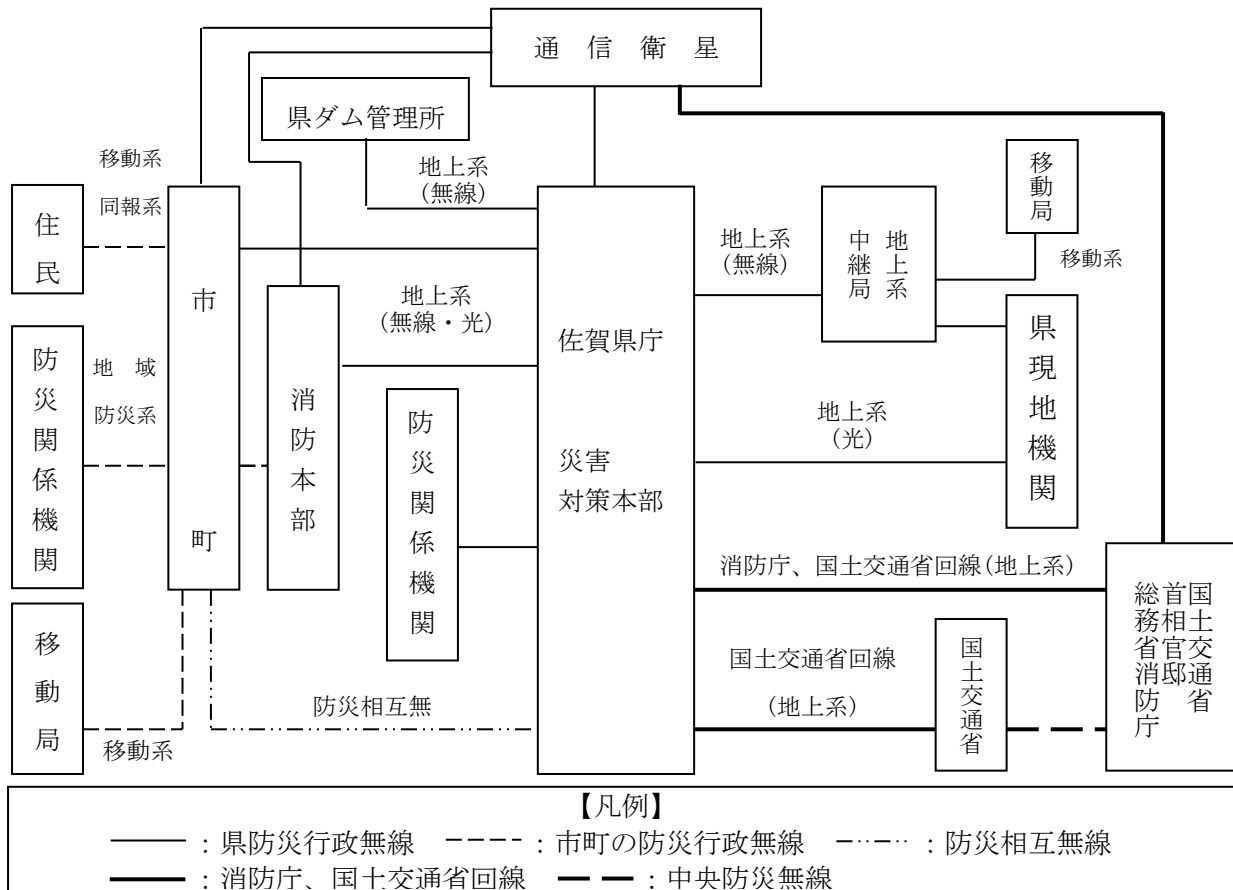 通信衛星
県ダム管理所
移動系
同報系
地上系
(無線)
移動局
住民
市町
地上系
(無線)
地上系
中継局
移動系
消防本部
地上系
(無線・光)
佐賀県庁
災害
対策本部
県現地機関
防災関係機関
地域
防災系
防災関係機関
地上系
(光)
消防庁、国土交通省回線(地上系)
国土交通省
首相官邸
総務省消防庁
移動局
移動系
防災相互無
国土交通省回線
(地上系)
国土交通省
【凡例】
:県防災行政無線 :市町の防災行政無線 :防災相互無線
:消防庁、国土交通省回線 :中央防災無線